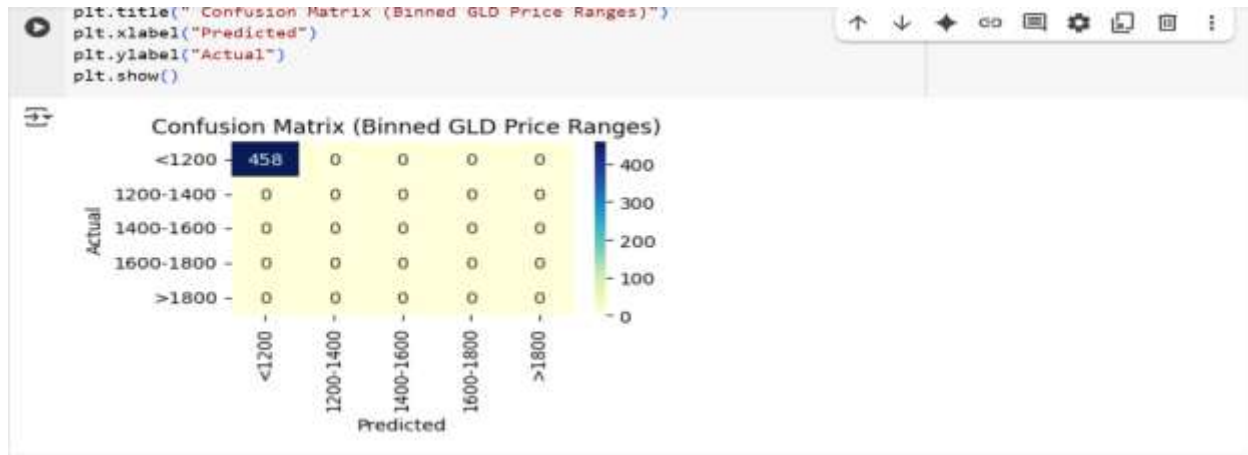 plt.title(" Confusion Matrix (Binned GLD Price Ranges)")
plt.xlabel("Predicted")
plt.ylabel("Actual")
plt.show()
Confusion Matrix (Binned GLD Price Ranges)
<1200 458 0 0 0 0
1200-1400 0 0 0 0 0
1400-1600 0 0 0 0 0
1600-1800 0 0 0 0 0
>1800 0 0 0 0 0
Actual
400
300
200
100
0
<1200
1200-1400
1400-1600
1600-1800
>1800
Predicted